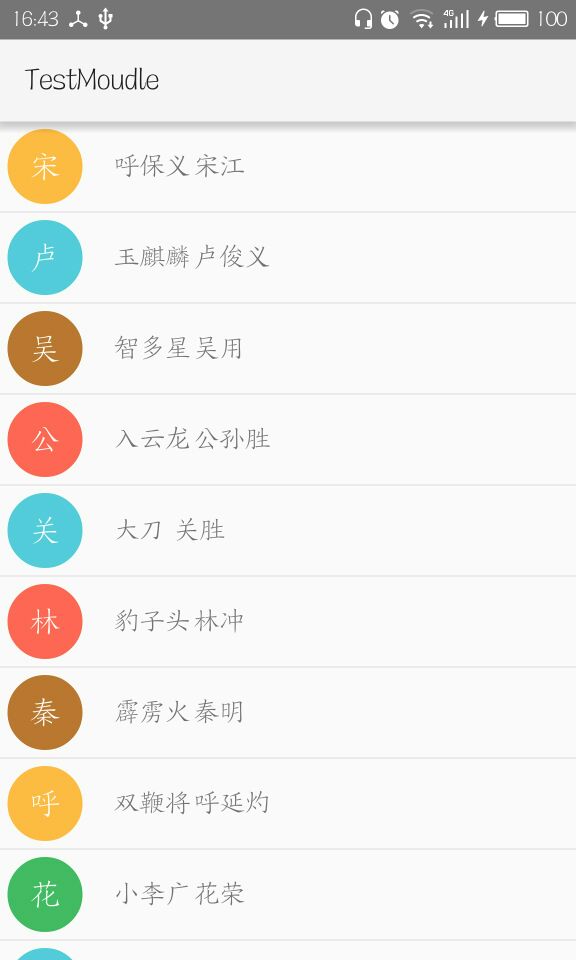 16:43 4G 100
TestMoudle
宋 呼保义 宋江
卢 玉麒麟 卢俊义
吴 智多星 吴用
公 入云龙 公孙胜
关 大刀 关胜
林 豹子头 林冲
秦 霹雳火 秦明
呼 双鞭将 呼延灼
花 小李广 花荣